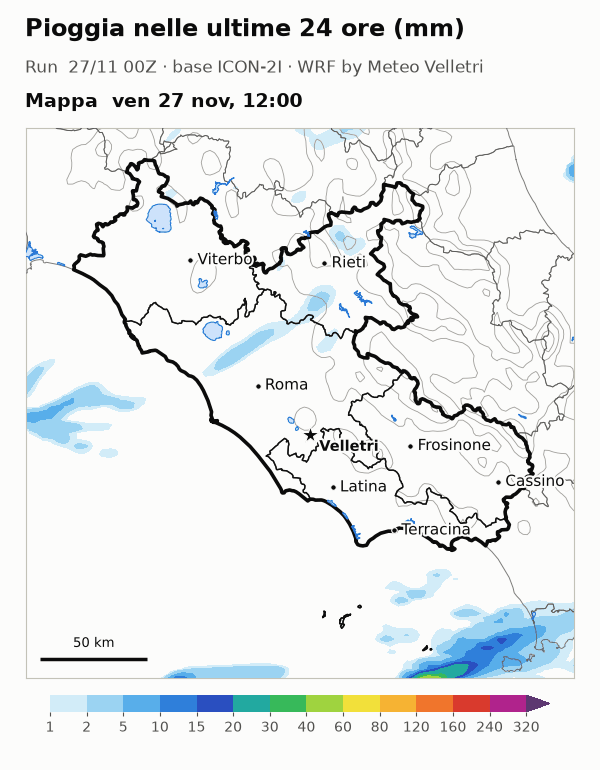 Pioggia nelle ultime 24 ore (mm)
Run  27/11 00Z · base ICON-2I · WRF by Meteo Velletri
Mappa  ven 27 nov, 12:00
Viterbo
Rieti
Roma
Velletri
Frosinone
Cassino
Latina
Terracina
50 km
1 2 5 10 15 20 30 40 60 80 120 160 240 320